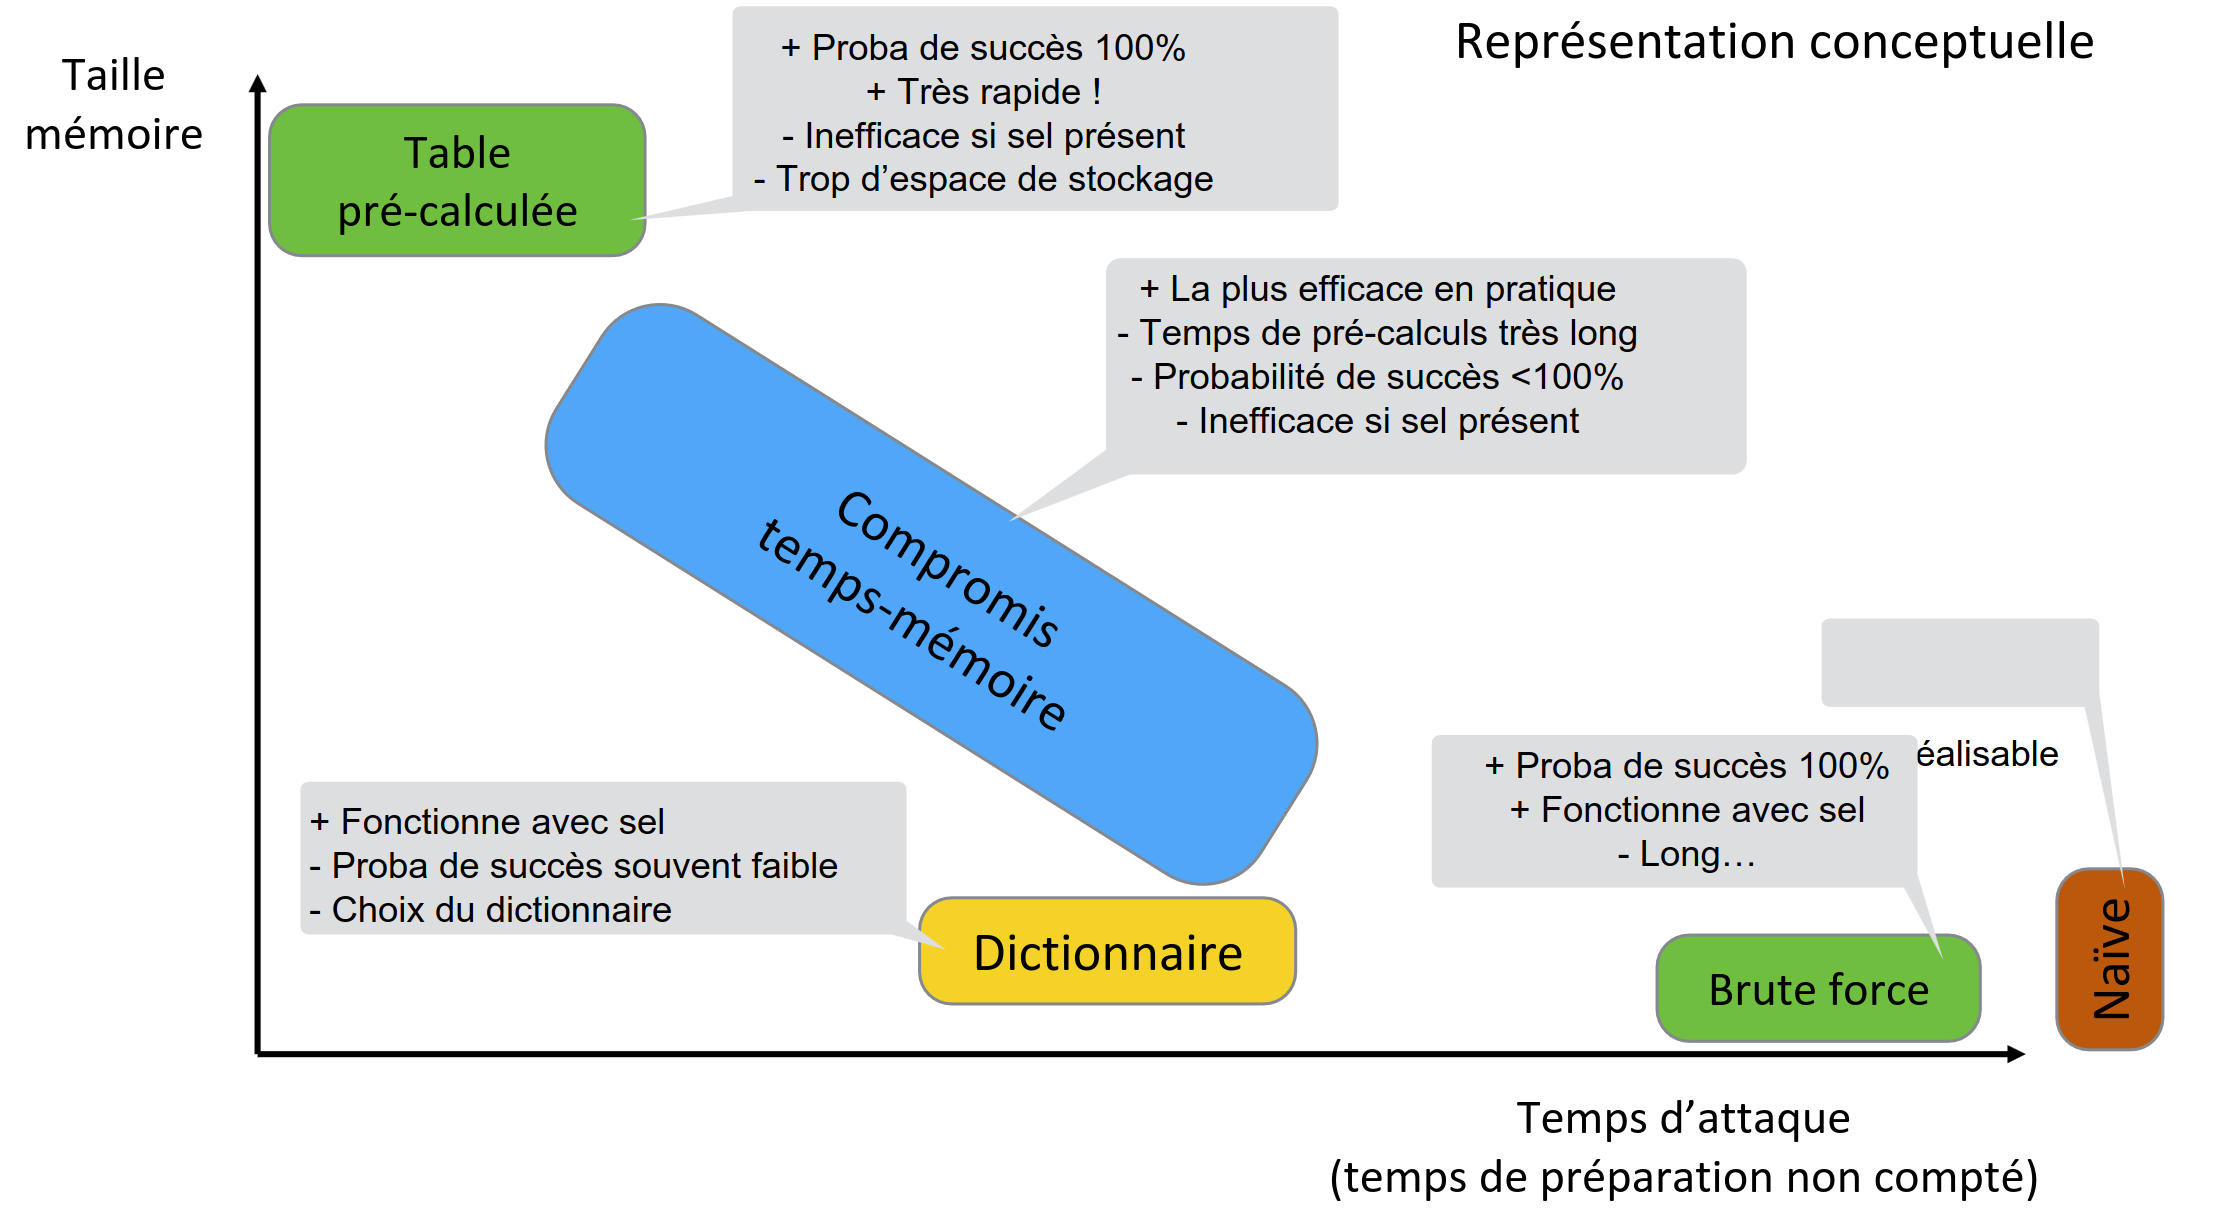 Représentation conceptuelle
Taille
mémoire
Table
pré-calculée
+ Proba de succès 100%
+ Très rapide !
- Inefficace si sel présent
- Trop d’espace de stockage
+ La plus efficace en pratique
- Temps de pré-calculs très long
- Probabilité de succès <100%
- Inefficace si sel présent
Compromis
temps-mémoire
+ Fonctionne avec sel
- Proba de succès souvent faible
- Choix du dictionnaire
Dictionnaire
éalisable
+ Proba de succès 100%
+ Fonctionne avec sel
- Long…
Brute force
Naïve
Temps d’attaque
(temps de préparation non compté)